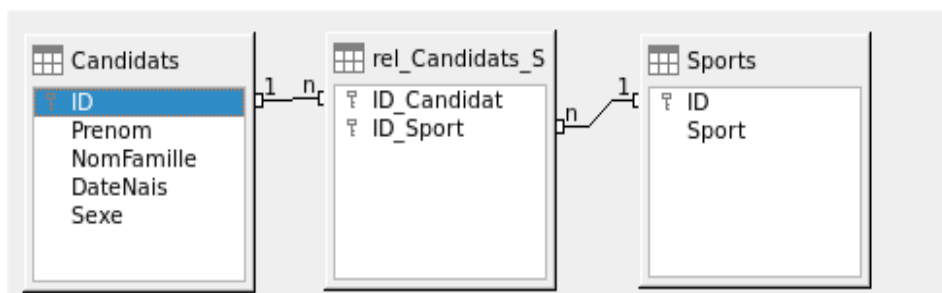 Candidats
ID
Prenom
NomFamille
DateNais
Sexe
1 n
rel_Candidats_S
ID_Candidat
ID_Sport
n 1
Sports
ID
Sport